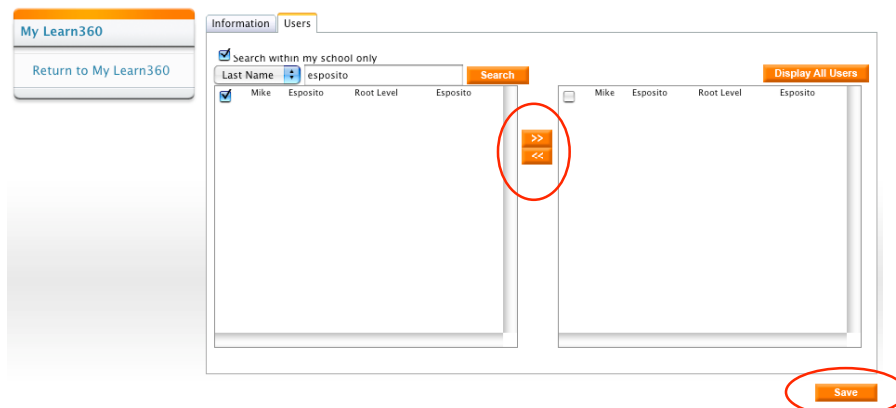 My Learn360
Return to My Learn360
Information Users
Search within my school only
Last Name esposito Search
Display All Users
Mike Esposito Root Level Esposito
Mike Esposito Root Level Esposito
>>
<<
Save